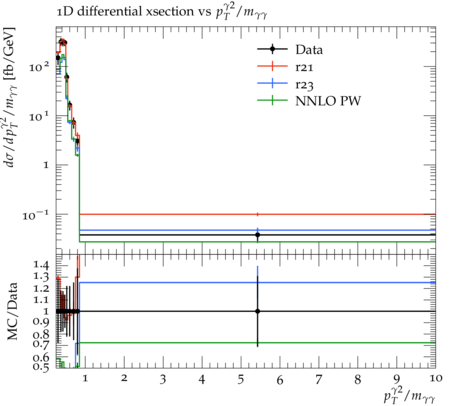 1D differential xsection vs p_T^{γ2}/m_{γγ}
dσ/dp_T^{γ2}/m_{γγ} [fb/GeV]
10^2
10^1
1
10^{-1}
Data
r21
r23
NNLO PW
MC/Data
1.4
1.3
1.2
1.1
1
0.9
0.8
0.7
0.6
0.5
1 2 3 4 5 6 7 8 9 10
p_T^{γ2}/m_{γγ}